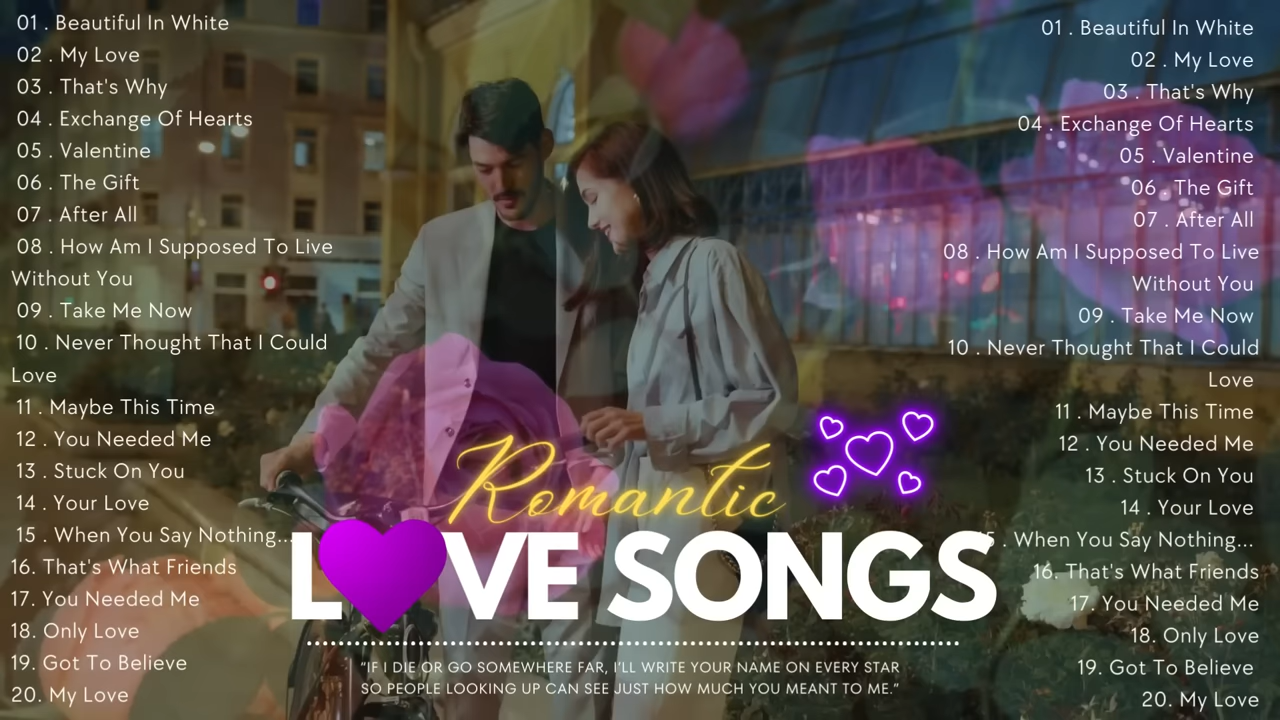 01 . Beautiful In White
02 . My Love
03 . That's Why
04 . Exchange Of Hearts
05 . Valentine
06 . The Gift
07 . After All
08 . How Am I Supposed To Live
Without You
09 . Take Me Now
10 . Never Thought That I Could
Love
11 . Maybe This Time
12 . You Needed Me
13 . Stuck On You
14 . Your Love
15 . When You Say Nothing...
16. That's What Friends
17. You Needed Me
18. Only Love
19. Got To Believe
20. My Love
01 . Beautiful In White
02 . My Love
03 . That's Why
04 . Exchange Of Hearts
05 . Valentine
06 . The Gift
07 . After All
08 . How Am I Supposed To Live
Without You
09 . Take Me Now
10 . Never Thought That I Could
Love
11 . Maybe This Time
12 . You Needed Me
13 . Stuck On You
14 . Your Love
5 . When You Say Nothing...
16. That's What Friends
17. You Needed Me
18. Only Love
19. Got To Believe
20. My Love
Romantic
L💜VE SONGS
“IF I DIE OR GO SOMEWHERE FAR, I'LL WRITE YOUR NAME ON EVERY STAR
SO PEOPLE LOOKING UP CAN SEE JUST HOW MUCH YOU MEANT TO ME.”